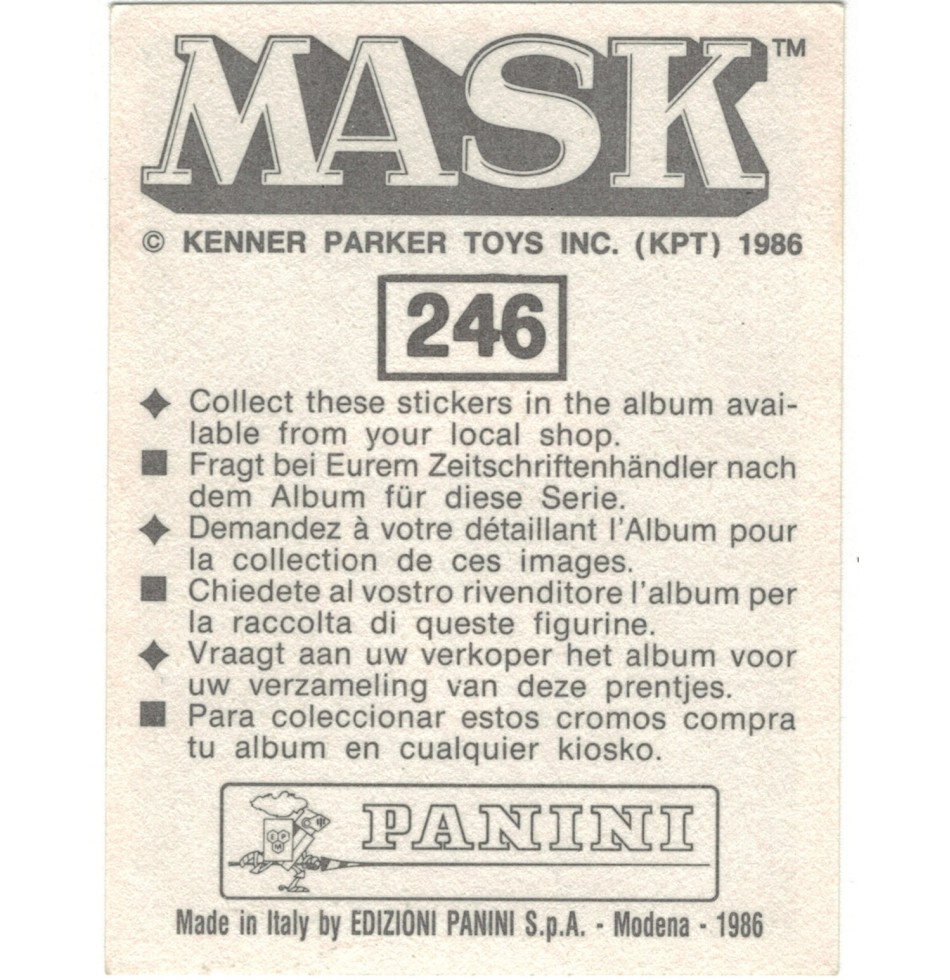 MASK™
© KENNER PARKER TOYS INC. (KPT) 1986
246
Collect these stickers in the album avai-
lable from your local shop.
Fragt bei Eurem Zeitschriftenhändler nach
dem Album für diese Serie.
Demandez à votre détaillant l'Album pour
la collection de ces images.
Chiedete al vostro rivenditore l'album per
la raccolta di queste figurine.
Vraagt aan uw verkoper het album voor
uw verzameling van deze prentjes.
Para coleccionar estos cromos compra
tu album en cualquier kiosko.
PANINI
Made in Italy by EDIZIONI PANINI S.p.A. - Modena - 1986